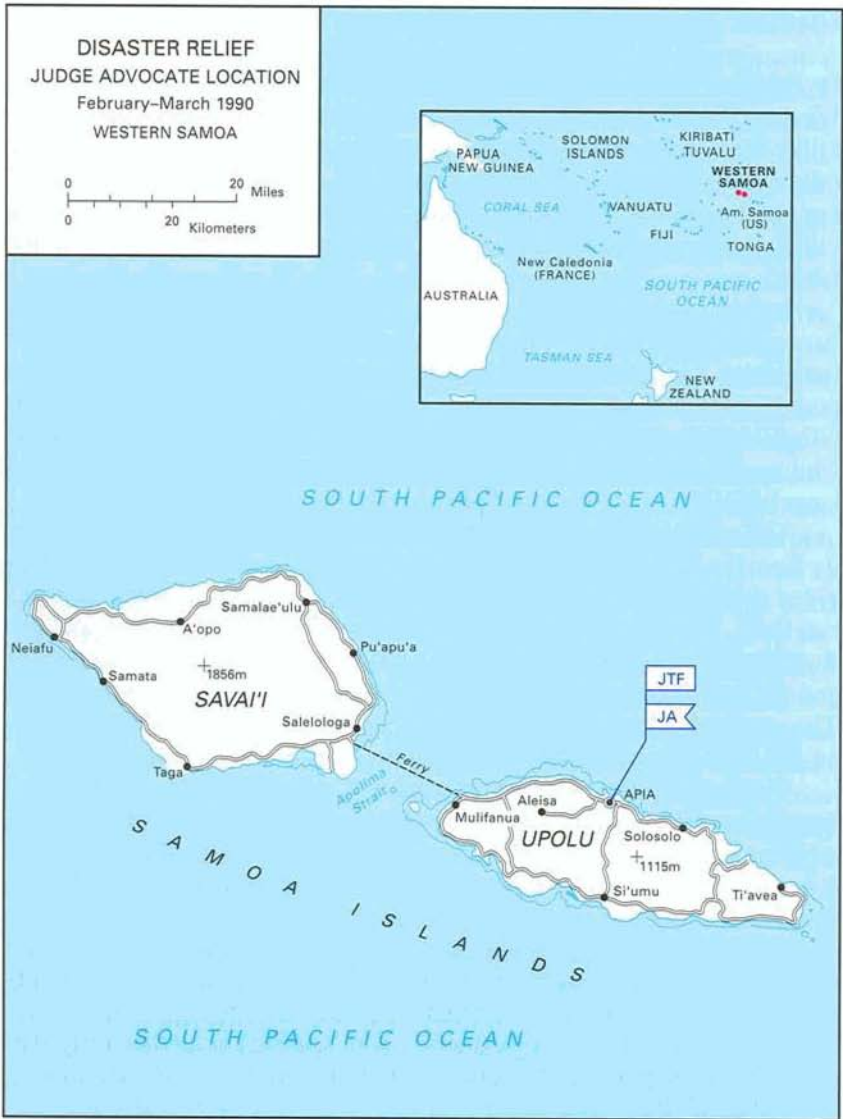 DISASTER RELIEF
JUDGE ADVOCATE LOCATION
February–March 1990
WESTERN SAMOA
0
20
Miles
0
20
Kilometers
PAPUA
NEW GUINEA
SOLOMON
ISLANDS
KIRIBATI
TUVALU
WESTERN
SAMOA
CORAL SEA
VANUATU
Am. Samoa
(US)
FIJI
TONGA
New Caledonia
(FRANCE)
SOUTH PACIFIC
OCEAN
AUSTRALIA
TASMAN SEA
NEW
ZEALAND
SOUTH PACIFIC OCEAN
Samalae'ulu
A'opo
Neiafu
Pu'apu'a
1856m
Samata
SAVAI'I
JTF
JA
Salelologa
Ferry
Taga
Apolima
Strait
Mulifanua
Aleisa
APIA
Solosolo
UPOLU
1115m
Si'umu
Ti'avea
SAMOA ISLANDS
SOUTH PACIFIC OCEAN